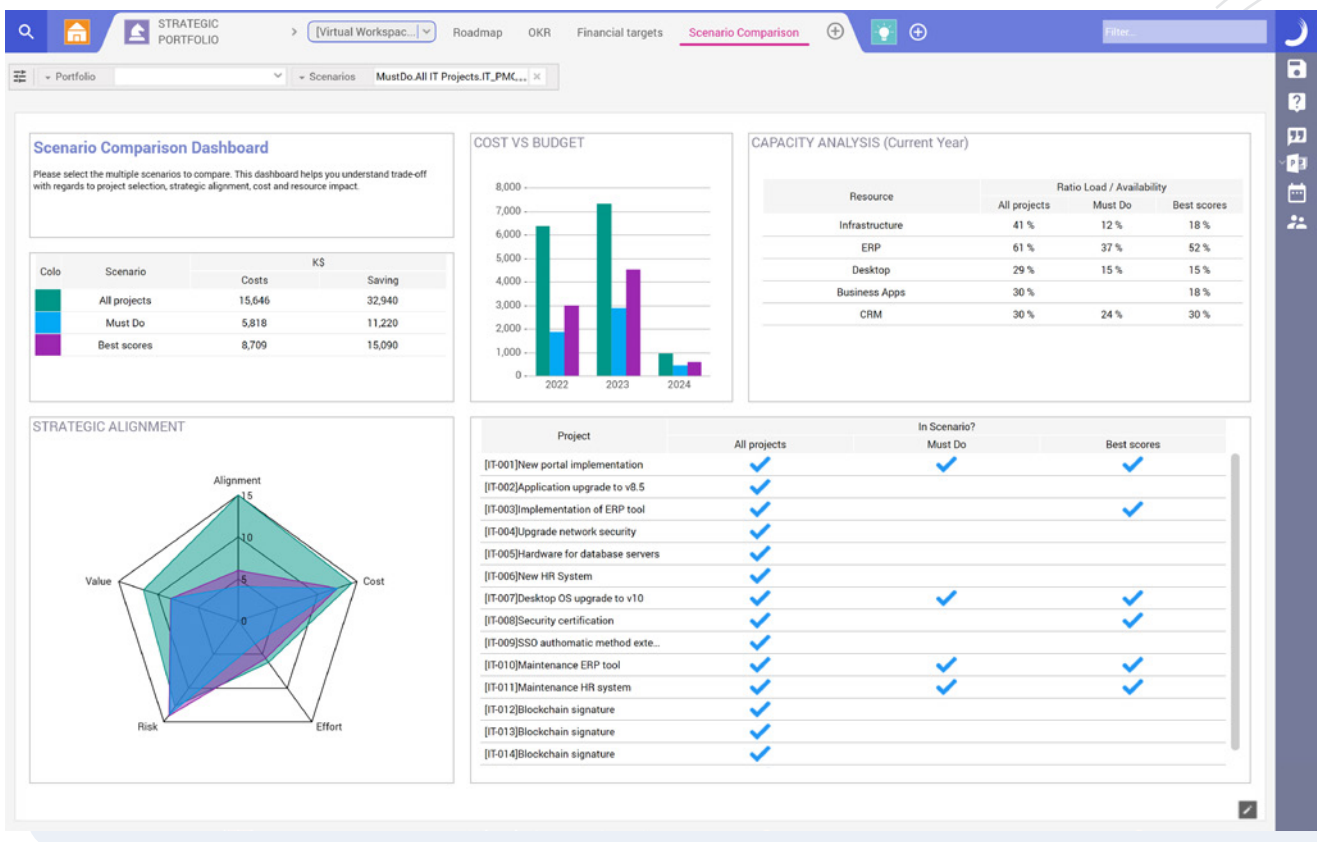 STRATEGIC
PORTFOLIO
[Virtual Workspac...]
Roadmap
OKR
Financial targets
Scenario Comparison
Filter...
Portfolio
Scenarios
MustDo.All IT Projects.IT_PMC...
Scenario Comparison Dashboard
Please select the multiple scenarios to compare. This dashboard helps you understand trade-off
with regards to project selection, strategic alignment, cost and resource impact.
Colo Scenario K$
Costs Saving
All projects 15,646 32,940
Must Do 5,818 11,220
Best scores 8,709 15,090
COST VS BUDGET
8,000
7,000
6,000
5,000
4,000
3,000
2,000
1,000
0
2022 2023 2024
CAPACITY ANALYSIS (Current Year)
Resource Ratio Load / Availability
All projects Must Do Best scores
Infrastructure 41 % 12 % 18 %
ERP 61 % 37 % 52 %
Desktop 29 % 15 % 15 %
Business Apps 30 % 18 %
CRM 30 % 24 % 30 %
STRATEGIC ALIGNMENT
Alignment
15
10
5
0
Value
Cost
Risk
Effort
Project In Scenario?
All projects Must Do Best scores
[IT-001]New portal implementation
[IT-002]Application upgrade to v8.5
[IT-003]Implementation of ERP tool
[IT-004]Upgrade network security
[IT-005]Hardware for database servers
[IT-006]New HR System
[IT-007]Desktop OS upgrade to v10
[IT-008]Security certification
[IT-009]SSO authomatic method exte...
[IT-010]Maintenance ERP tool
[IT-011]Maintenance HR system
[IT-012]Blockchain signature
[IT-013]Blockchain signature
[IT-014]Blockchain signature